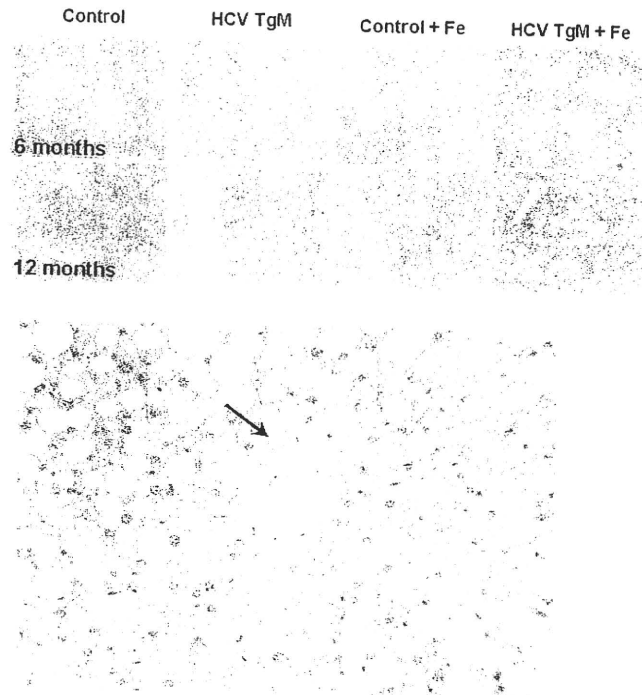 Control HCV TgM Control + Fe HCV TgM + Fe
6 months
12 months